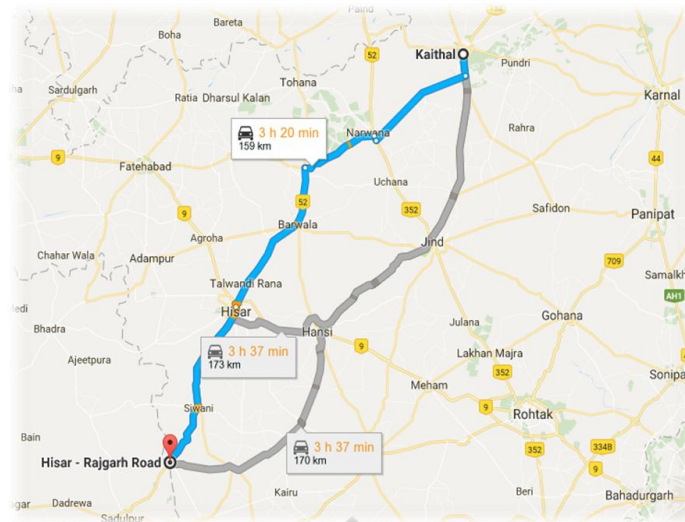 Paind
Bareta
Boha
Kaithal
Pundri
Sardulgarh
Tohana
52
Karnal
Ratia
Dharsul Kalan
3 h 20 min
159 km
Narwana
Rahra
9
Fatehabad
44
Uchana
52
352
Safidon
Panipat
9
Barwala
Agroha
Jind
Chahar Wala
Adampur
709
Samalkh
Talwandi Rana
AH1
Hisar
Bhadra
Hansi
Julana
Gohana
9
Ajeetpura
3 h 37 min
173 km
Lakhan Majra
352
Sonipa
Meham
Siwani
9
Rohtak
Bain
3 h 37 min
170 km
352
334B
9
Hisar - Rajgarh Road
Kairu
Beri
Bahadurgarh
Dadrewa
Sadulpur